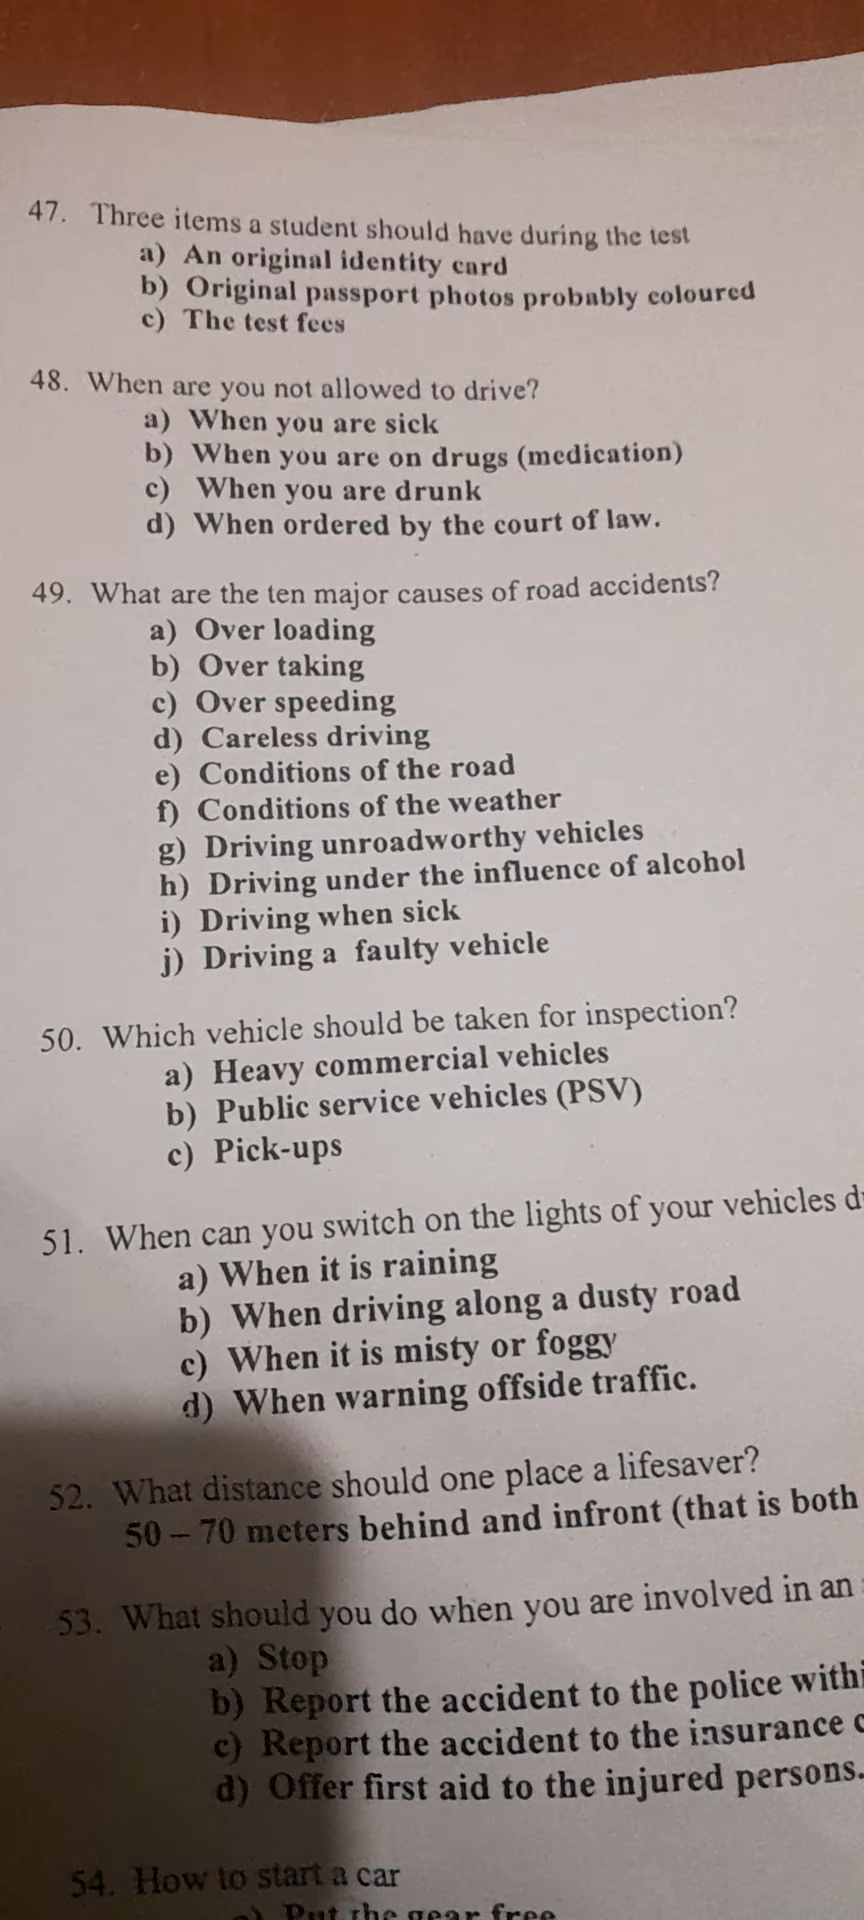 47. Three items a student should have during the test
a) An original identity card
b) Original passport photos probably coloured
c) The test fees
48. When are you not allowed to drive?
a) When you are sick
b) When you are on drugs (medication)
c) When you are drunk
d) When ordered by the court of law.
49. What are the ten major causes of road accidents?
a) Over loading
b) Over taking
c) Over speeding
d) Careless driving
e) Conditions of the road
f) Conditions of the weather
g) Driving unroadworthy vehicles
h) Driving under the influence of alcohol
i) Driving when sick
j) Driving a faulty vehicle
50. Which vehicle should be taken for inspection?
a) Heavy commercial vehicles
b) Public service vehicles (PSV)
c) Pick-ups
51. When can you switch on the lights of your vehicles
a) When it is raining
b) When driving along a dusty road
c) When it is misty or foggy
d) When warning offside traffic.
52. What distance should one place a lifesaver?
50 – 70 meters behind and infront (that is both
53. What should you do when you are involved in an
a) Stop
b) Report the accident to the police
c) Report the accident to the insurance
d) Offer first aid to the injured persons.
54. How to start a car
a) Put the gear free